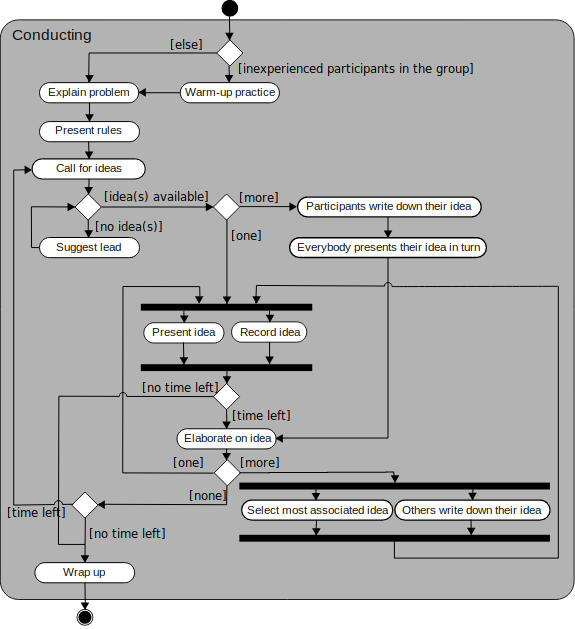 Conducting
[else]
[inexperienced participants in the group]
Explain problem
Warm-up practice
Present rules
Call for ideas
[idea(s) available]
[more]
Participants write down their idea
[no idea(s)]
[one]
Suggest lead
Everybody presents their idea in turn
Present idea
Record idea
[no time left]
[time left]
Elaborate on idea
[one]
[more]
[none]
[time left]
Select most associated idea
Others write down their idea
[no time left]
Wrap up